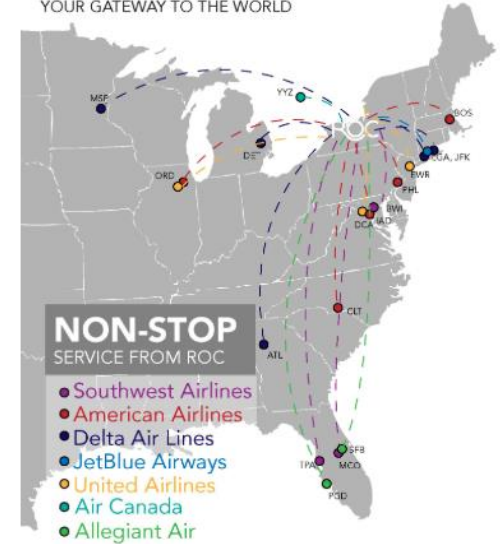 YOUR GATEWAY TO THE WORLD
MSP
YYZ
BOS
ROC
LGA, JFK
ORD
EWR
PHL
BWI
IAD
DCA
CLT
ATL
SFB
TPA
MCO
PGD
NON-STOP
SERVICE FROM ROC
Southwest Airlines
American Airlines
Delta Air Lines
JetBlue Airways
United Airlines
Air Canada
Allegiant Air